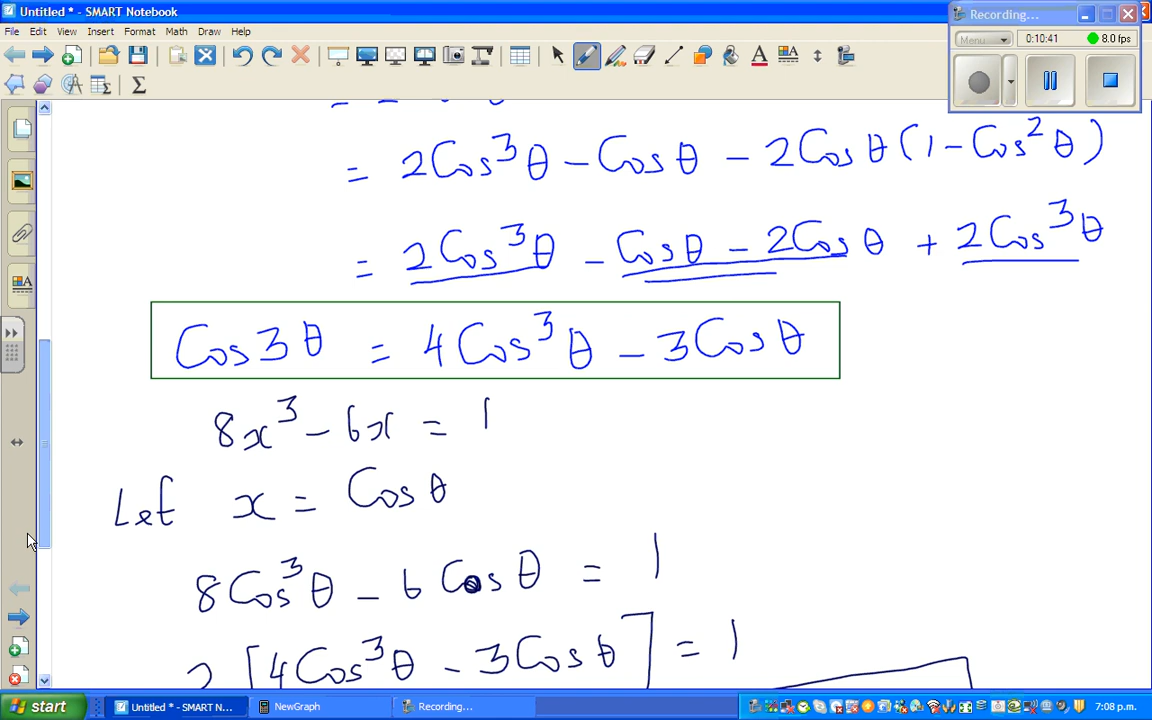 Untitled * - SMART Notebook
Recording...
File Edit View Insert Format Math Draw Help
Menu 0:10:41 8.0 fps
= 2Cos³θ - Cosθ - 2Cosθ (1 - Cos²θ)
= 2Cos³θ - Cosθ - 2Cosθ + 2Cos³θ
Cos3θ = 4Cos³θ - 3Cosθ
8x³ - 6x = 1
Let x = Cosθ
8Cos³θ - 6Cosθ = 1
2 [4Cos³θ - 3Cosθ] = 1
start Untitled * - SMART N... NewGraph Recording... 7:08 p.m.